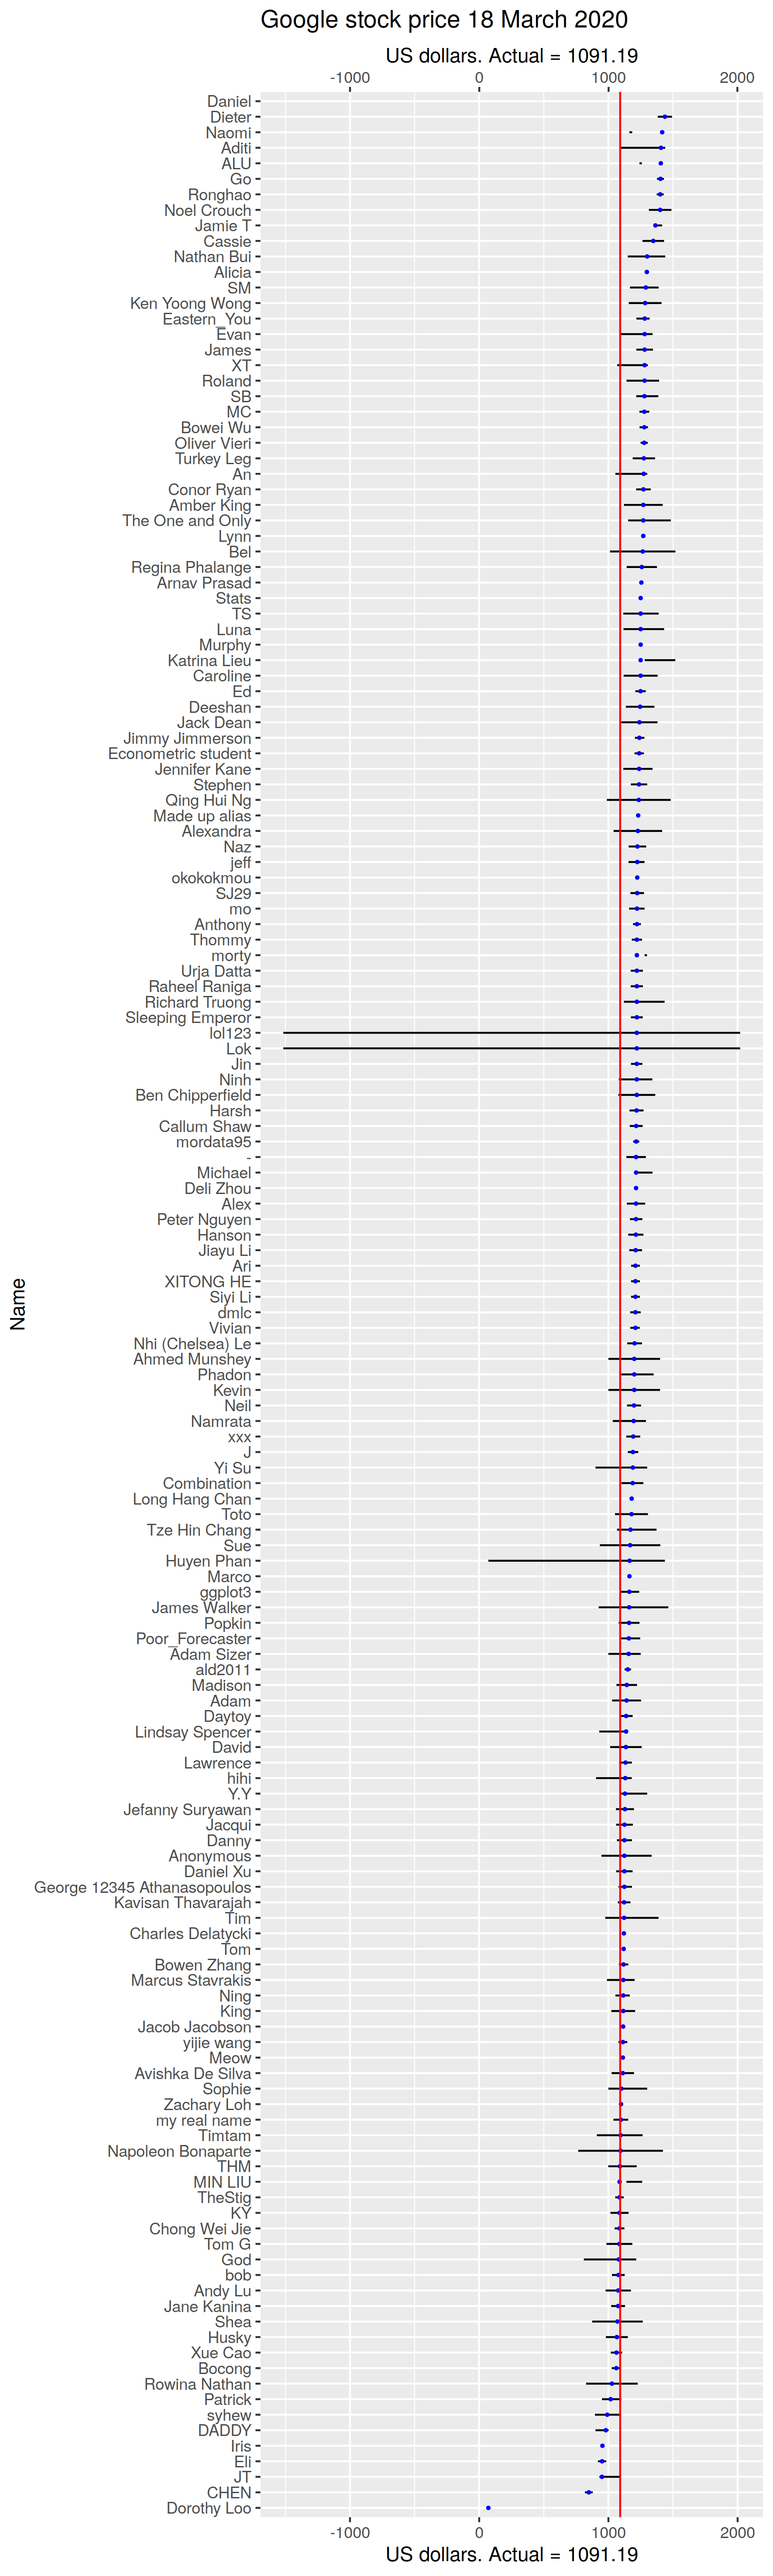 Google stock price 18 March 2020
US dollars. Actual = 1091.19
-1000 0 1000 2000
Daniel
Dieter
Naomi
Aditi
ALU
Go
Ronghao
Noel Crouch
Jamie T
Cassie
Nathan Bui
Alicia
SM
Ken Yoong Wong
Eastern_You
Evan
James
XT
Roland
SB
MC
Bowei Wu
Oliver Vieri
Turkey Leg
An
Conor Ryan
Amber King
The One and Only
Lynn
Bel
Regina Phalange
Arnav Prasad
Stats
TS
Luna
Murphy
Katrina Lieu
Caroline
Ed
Deeshan
Jack Dean
Jimmy Jimmerson
Econometric student
Jennifer Kane
Stephen
Qing Hui Ng
Made up alias
Alexandra
Naz
jeff
okokokmou
SJ29
mo
Anthony
Thommy
morty
Urja Datta
Raheel Raniga
Richard Truong
Sleeping Emperor
lol123
Lok
Jin
Ninh
Ben Chipperfield
Harsh
Callum Shaw
mordata95
-
Michael
Deli Zhou
Alex
Peter Nguyen
Hanson
Jiayu Li
Ari
XITONG HE
Siyi Li
dmlc
Vivian
Nhi (Chelsea) Le
Ahmed Munshey
Phadon
Kevin
Neil
Namrata
xxx
J
Yi Su
Combination
Long Hang Chan
Toto
Tze Hin Chang
Sue
Huyen Phan
Marco
ggplot3
James Walker
Popkin
Poor_Forecaster
Adam Sizer
ald2011
Madison
Adam
Daytoy
Lindsay Spencer
David
Lawrence
hihi
Y.Y
Jefanny Suryawan
Jacqui
Danny
Anonymous
Daniel Xu
George 12345 Athanasopoulos
Kavisan Thavarajah
Tim
Charles Delatycki
Tom
Bowen Zhang
Marcus Stavrakis
Ning
King
Jacob Jacobson
yijie wang
Meow
Avishka De Silva
Sophie
Zachary Loh
my real name
Timtam
Napoleon Bonaparte
THM
MIN LIU
TheStig
KY
Chong Wei Jie
Tom G
God
bob
Andy Lu
Jane Kanina
Shea
Husky
Xue Cao
Bocong
Rowina Nathan
Patrick
syhew
DADDY
Iris
Eli
JT
CHEN
Dorothy Loo
Name
-1000 0 1000 2000
US dollars. Actual = 1091.19